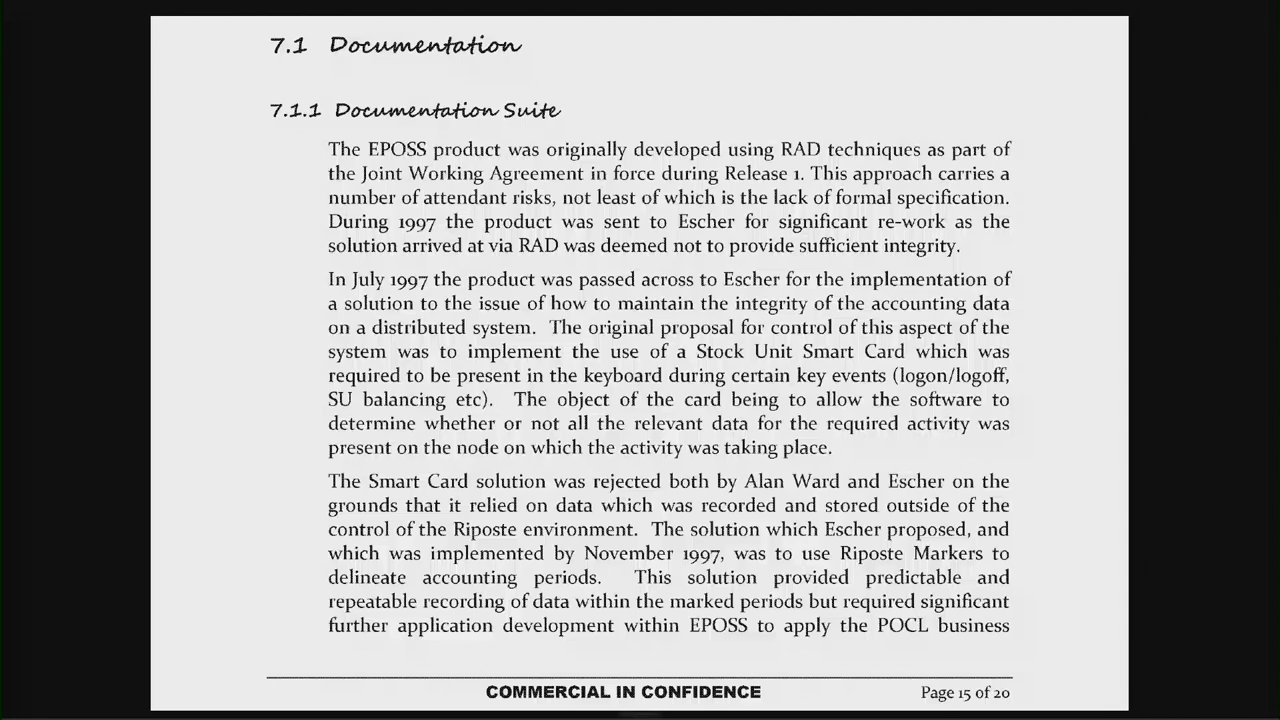 7.1 Documentation
7.1.1 Documentation Suite
The EPOSS product was originally developed using RAD techniques as part of
the Joint Working Agreement in force during Release 1. This approach carries a
number of attendant risks, not least of which is the lack of formal specification.
During 1997 the product was sent to Escher for significant re-work as the
solution arrived at via RAD was deemed not to provide sufficient integrity.
In July 1997 the product was passed across to Escher for the implementation of
a solution to the issue of how to maintain the integrity of the accounting data
on a distributed system. The original proposal for control of this aspect of the
system was to implement the use of a Stock Unit Smart Card which was
required to be present in the keyboard during certain key events (logon/logoff,
SU balancing etc). The object of the card being to allow the software to
determine whether or not all the relevant data for the required activity was
present on the node on which the activity was taking place.
The Smart Card solution was rejected both by Alan Ward and Escher on the
grounds that it relied on data which was recorded and stored outside of the
control of the Riposte environment. The solution which Escher proposed, and
which was implemented by November 1997, was to use Riposte Markers to
delineate accounting periods. This solution provided predictable and
repeatable recording of data within the marked periods but required significant
further application development within EPOSS to apply the POCL business
COMMERCIAL IN CONFIDENCE
Page 15 of 20